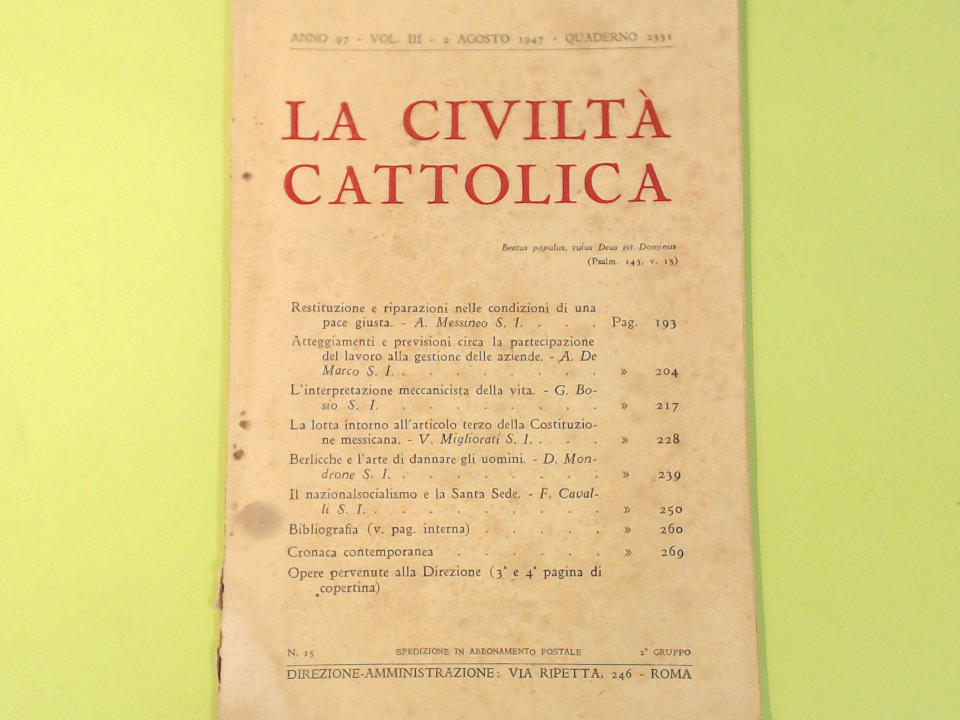 ANNO 97 - VOL. III - 2 AGOSTO 1947 - QUADERNO 2331
LA CIVILTÀ
CATTOLICA
Beatus populus, cuius Deus est Dominus
(Psalm. 143, v. 15)
Restituzione e riparazioni nelle condizioni di una
pace giusta. - A. Messineo S. I. . . . Pag. 193
Atteggiamenti e previsioni circa la partecipazione
del lavoro alla gestione delle aziende. - A. De
Marco S. I. . . . . . . . . » 204
L'interpretazione meccanicista della vita. - G. Bo-
sio S. I. . . . . . . . . » 217
La lotta intorno all'articolo terzo della Costituzio-
ne messicana. - V. Migliorati S. I. . . . » 228
Berlicche e l'arte di dannare gli uomini. - D. Mon-
drone S. I. . . . . . . . . » 239
Il nazionalsocialismo e la Santa Sede. - F. Caval-
li S. I. . . . . . . . . . » 250
Bibliografia (v. pag. interna) . . . . . » 260
Cronaca contemporanea . . . . . . » 269
Opere pervenute alla Direzione (3ª e 4ª pagina di
copertina)
N. 15 SPEDIZIONE IN ABBONAMENTO POSTALE 2° GRUPPO
DIREZIONE-AMMINISTRAZIONE: VIA RIPETTA, 246 - ROMA